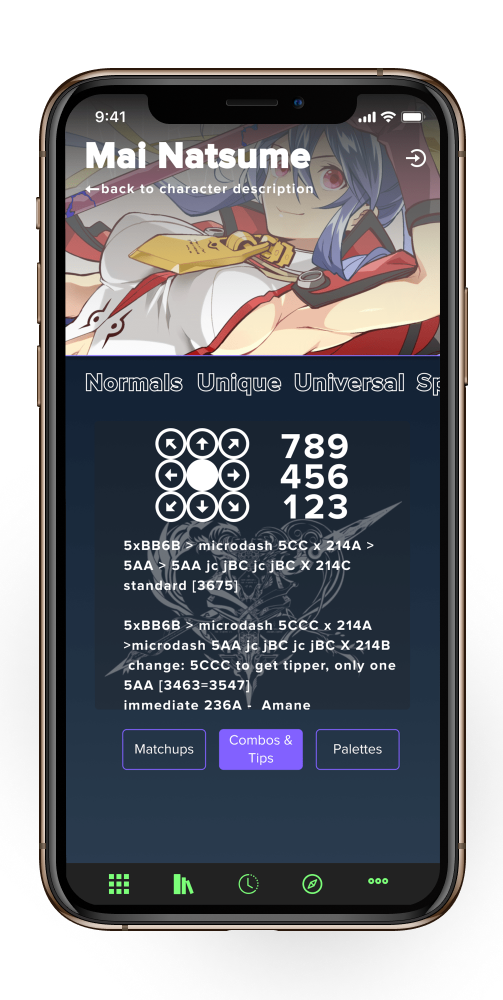 9:41
Mai Natsume
←back to character description
Normals Unique Universal Sp
789
456
123
5xBB6B > microdash 5CC x 214A >
5AA > 5AA jc jBC jc jBC X 214C
standard [3675]
5xBB6B > microdash 5CCC x 214A
>microdash 5AA jc jBC jc jBC X 214B
change: 5CCC to get tipper, only one
5AA [3463=3547]
immediate 236A - Amane
Matchups
Combos &
Tips
Palettes